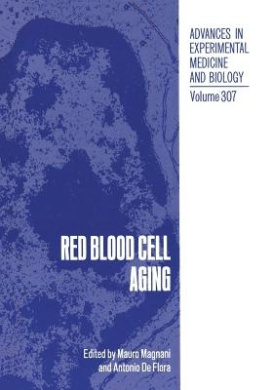 ADVANCES IN
EXPERIMENTAL
MEDICINE
AND BIOLOGY
Volume 307
RED BLOOD CELL
AGING
Edited by Mauro Magnani
and Antonio De Flora